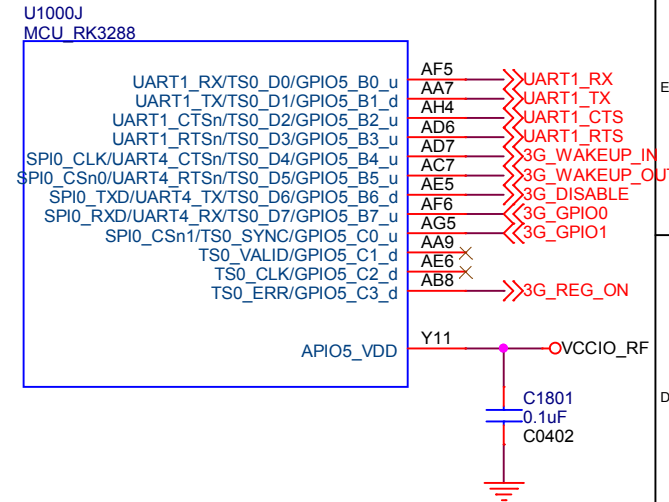 U1000J
MCU_RK3288
UART1_RX/TS0_D0/GPIO5_B0_u AF5 UART1_RX
UART1_TX/TS0_D1/GPIO5_B1_d AA7 UART1_TX
UART1_CTSn/TS0_D2/GPIO5_B2_u AH4 UART1_CTS
UART1_RTSn/TS0_D3/GPIO5_B3_u AD6 UART1_RTS
SPI0_CLK/UART4_CTSn/TS0_D4/GPIO5_B4_u AD7 3G_WAKEUP_IN
SPI0_CSn0/UART4_RTSn/TS0_D5/GPIO5_B5_u AC7 3G_WAKEUP_OUT
SPI0_TXD/UART4_TX/TS0_D6/GPIO5_B6_d AE5 3G_DISABLE
SPI0_RXD/UART4_RX/TS0_D7/GPIO5_B7_u AF6 3G_GPIO0
SPI0_CSn1/TS0_SYNC/GPIO5_C0_u AG5 3G_GPIO1
TS0_VALID/GPIO5_C1_d AA9
TS0_CLK/GPIO5_C2_d AE6
TS0_ERR/GPIO5_C3_d AB8 3G_REG_ON
APIO5_VDD Y11 VCCIO_RF
C1801
0.1uF
C0402
E
D